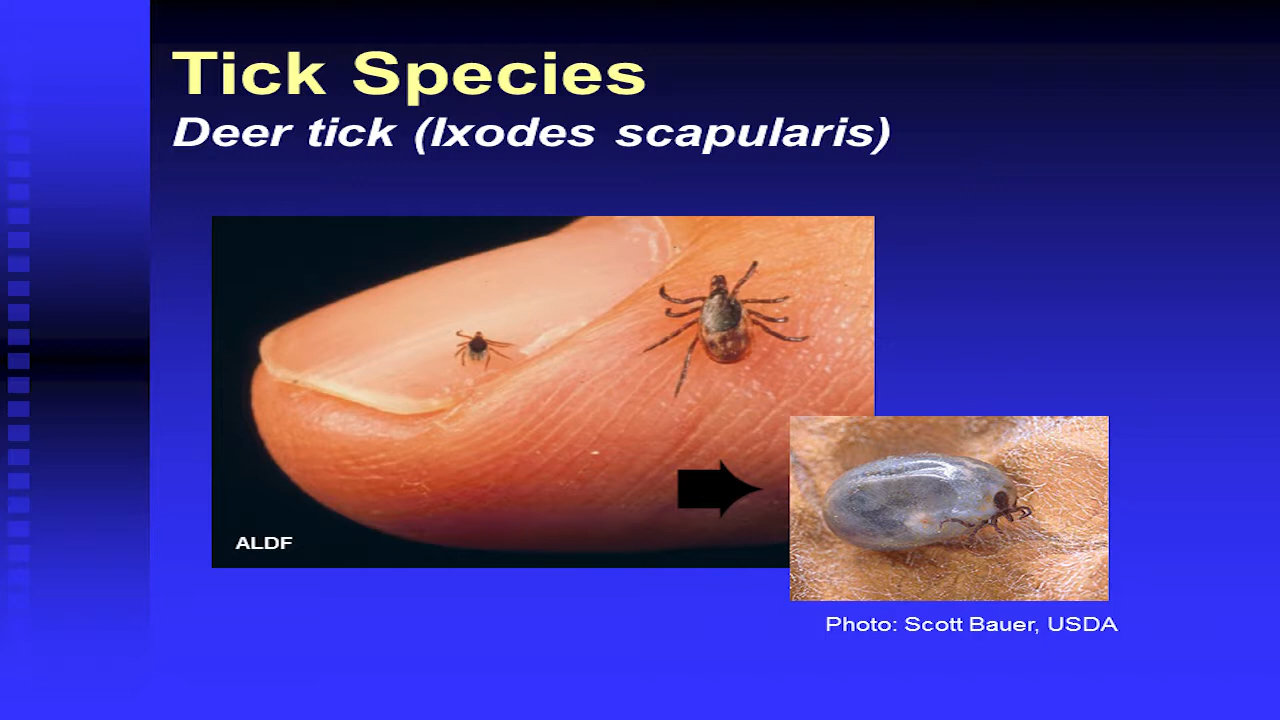 Tick Species
Deer tick (Ixodes scapularis)
ALDF
Photo: Scott Bauer, USDA